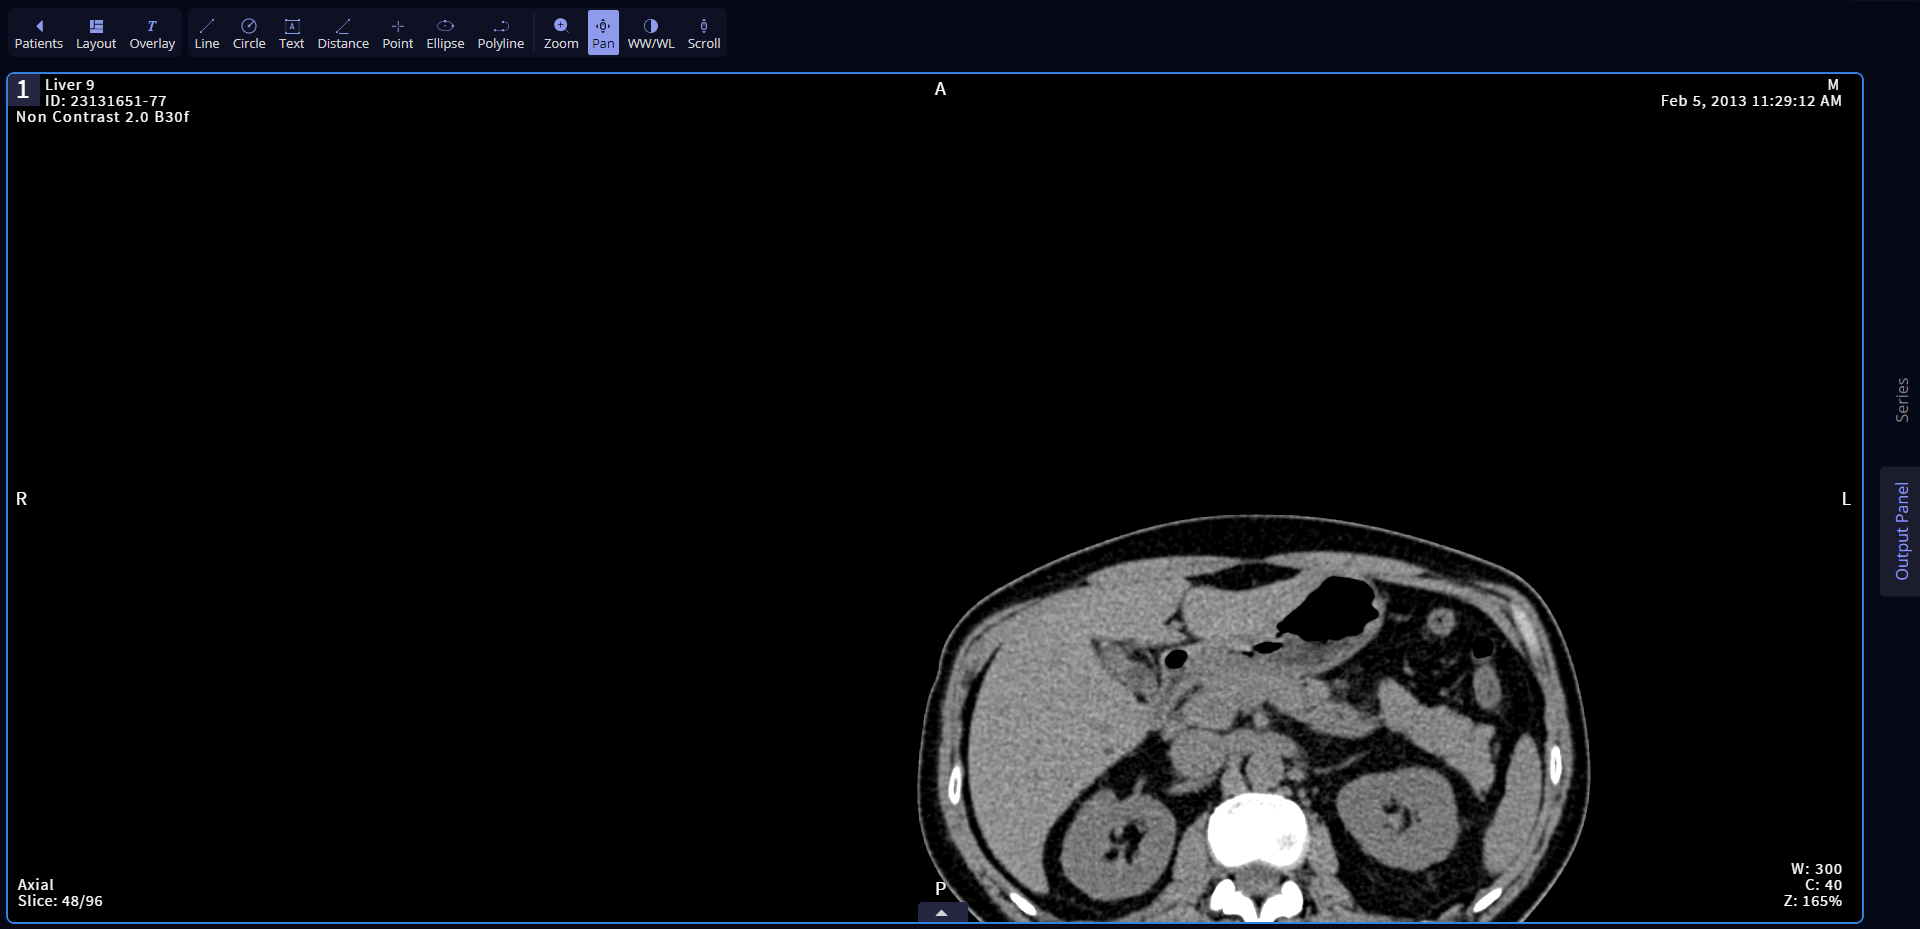 Patients Layout Overlay Line Circle Text Distance Point Ellipse Polyline Zoom Pan WW/WL Scroll
1
Liver 9
ID: 23131651-77
Non Contrast 2.0 B30f
A
M
Feb 5, 2013 11:29:12 AM
Series
R
L
Output Panel
Axial
Slice: 48/96
P
W: 300
C: 40
Z: 165%